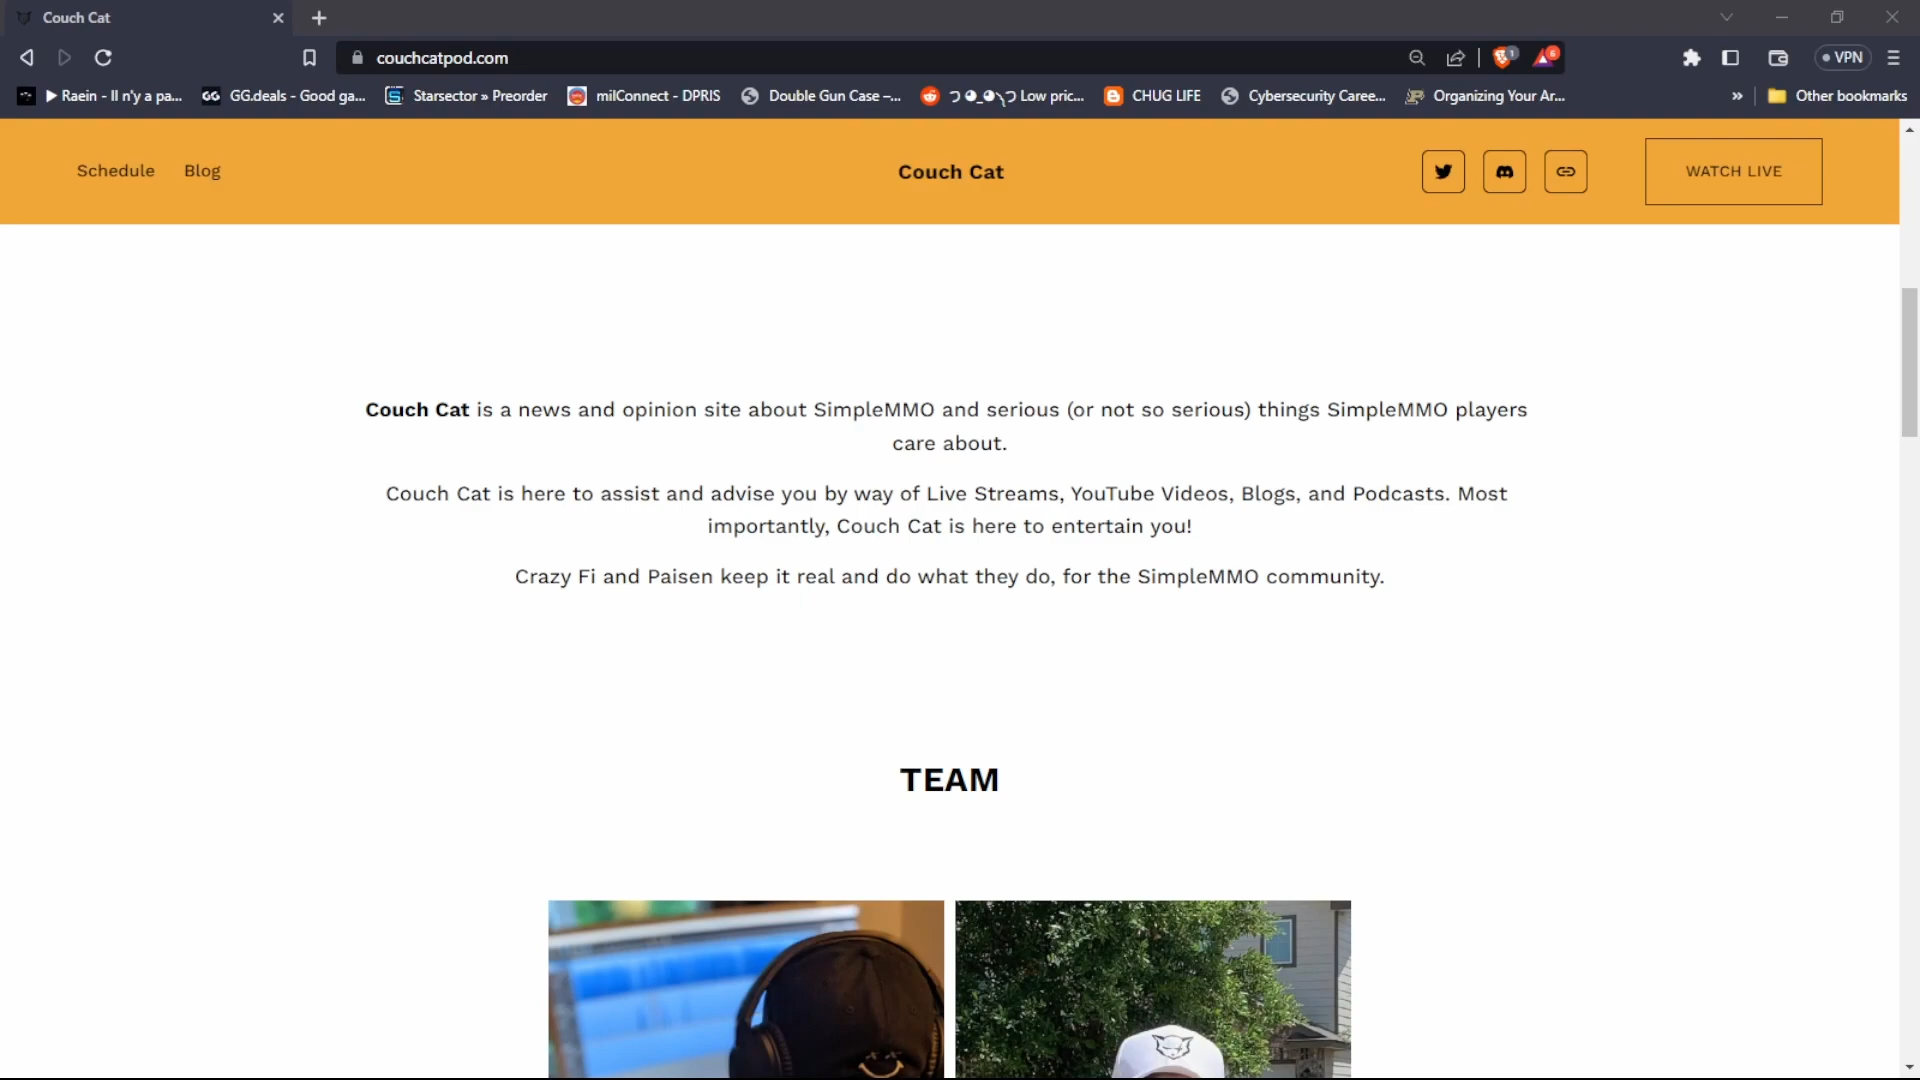 Couch Cat
couchcatpod.com
1
6
VPN
▶ Raein - Il n'y a pa...
GG.deals - Good ga...
Starsector » Preorder
milConnect - DPRIS
Double Gun Case –...
Low pric...
CHUG LIFE
Cybersecurity Caree...
Organizing Your Ar...
»
Other bookmarks
Schedule
Blog
Couch Cat
WATCH LIVE
Couch Cat is a news and opinion site about SimpleMMO and serious (or not so serious) things SimpleMMO players
care about.
Couch Cat is here to assist and advise you by way of Live Streams, YouTube Videos, Blogs, and Podcasts. Most
importantly, Couch Cat is here to entertain you!
Crazy Fi and Paisen keep it real and do what they do, for the SimpleMMO community.
TEAM